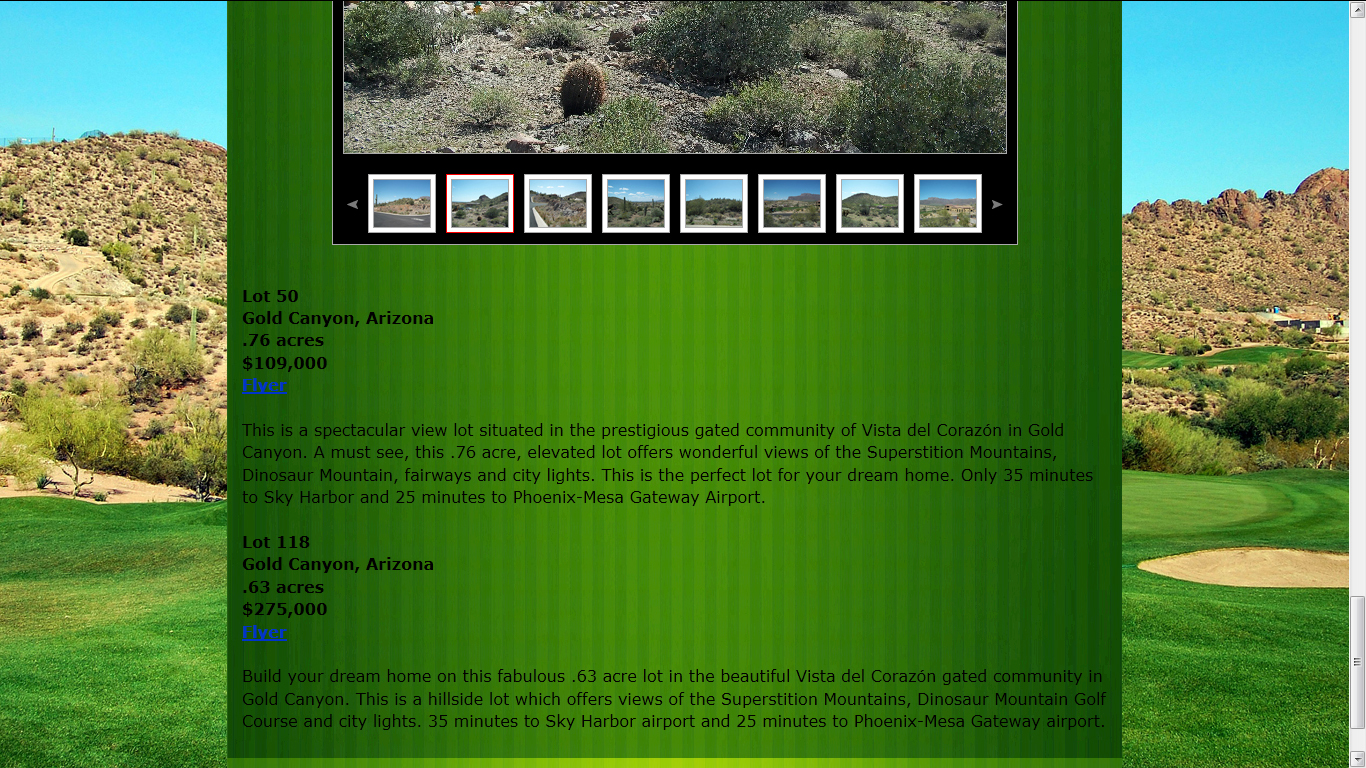 Lot 50
Gold Canyon, Arizona
.76 acres
$109,000
Flyer
This is a spectacular view lot situated in the prestigious gated community of Vista del Corazón in Gold
Canyon. A must see, this .76 acre, elevated lot offers wonderful views of the Superstition Mountains,
Dinosaur Mountain, fairways and city lights. This is the perfect lot for your dream home. Only 35 minutes
to Sky Harbor and 25 minutes to Phoenix-Mesa Gateway Airport.
Lot 118
Gold Canyon, Arizona
.63 acres
$275,000
Flyer
Build your dream home on this fabulous .63 acre lot in the beautiful Vista del Corazón gated community in
Gold Canyon. This is a hillside lot which offers views of the Superstition Mountains, Dinosaur Mountain Golf
Course and city lights. 35 minutes to Sky Harbor airport and 25 minutes to Phoenix-Mesa Gateway airport.